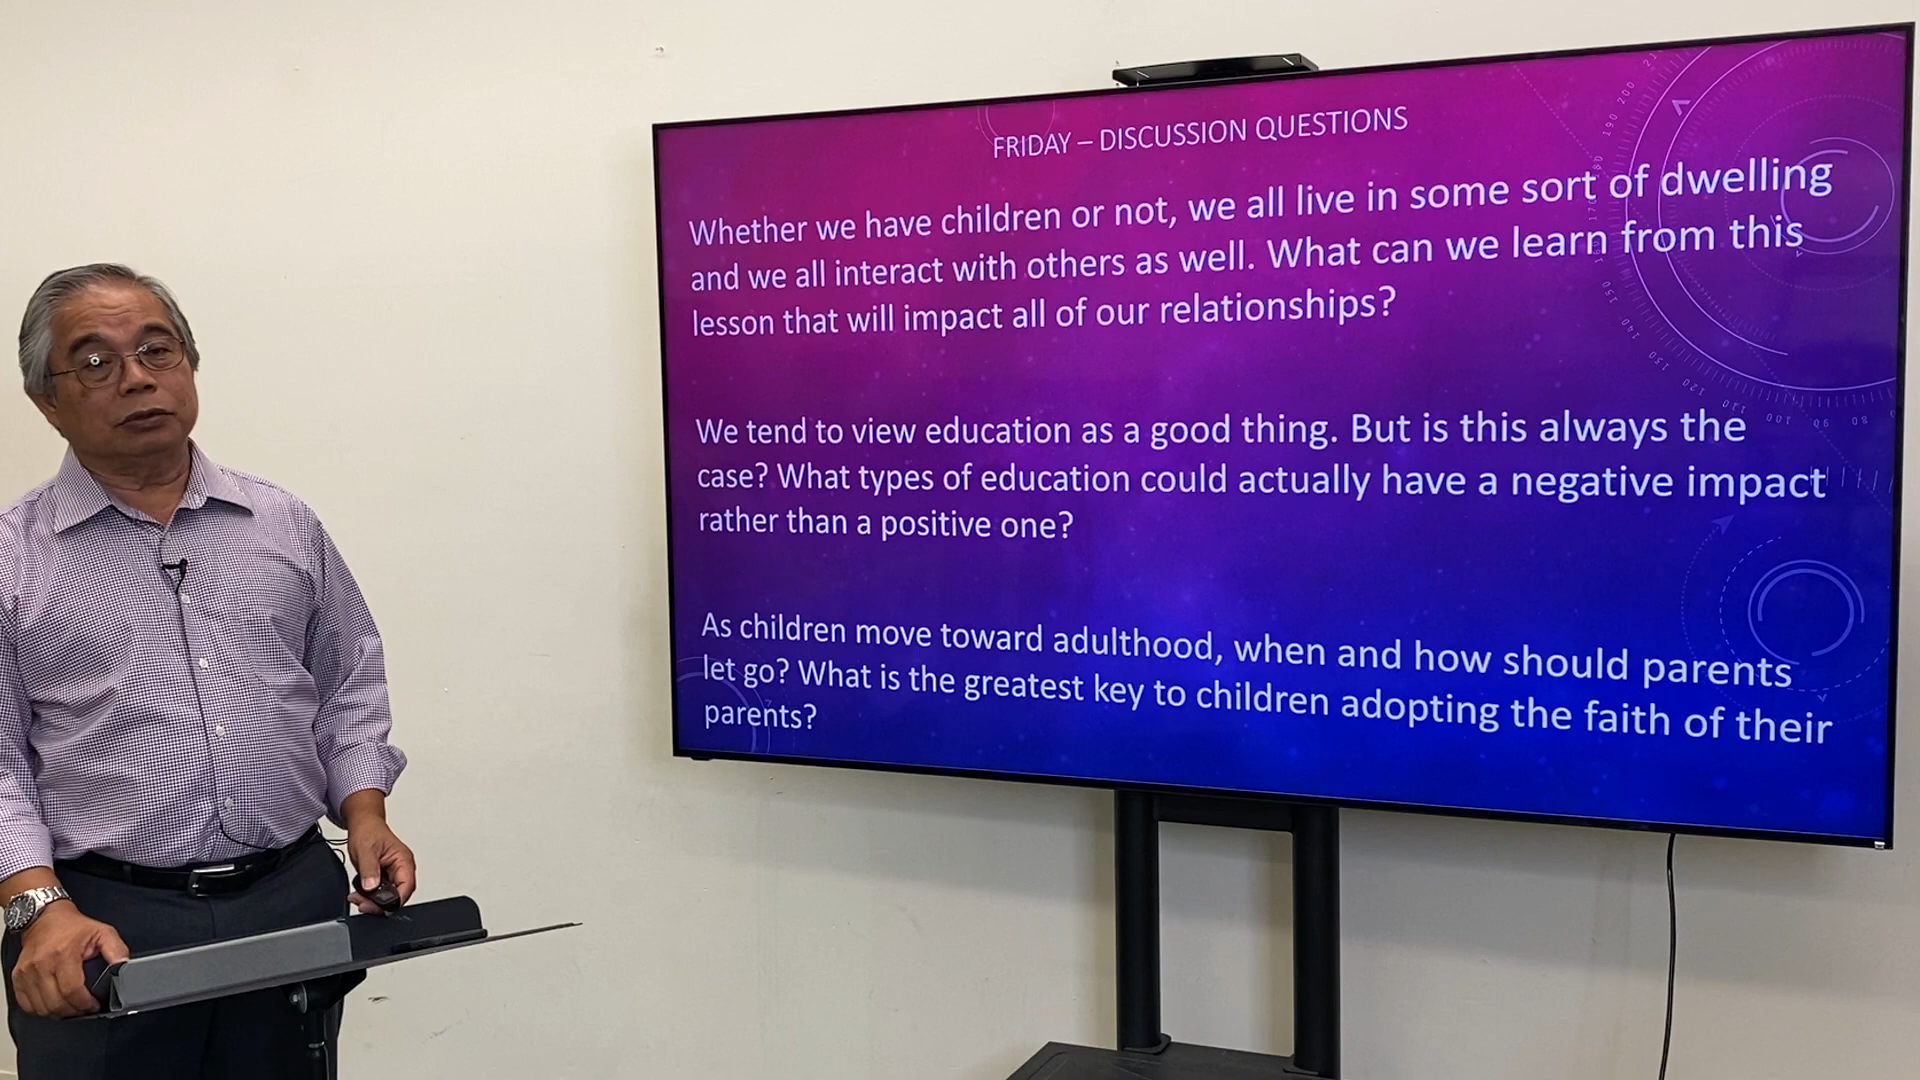 FRIDAY – DISCUSSION QUESTIONS
Whether we have children or not, we all live in some sort of dwelling
and we all interact with others as well. What can we learn from this
lesson that will impact all of our relationships?
We tend to view education as a good thing. But is this always the
case? What types of education could actually have a negative impact
rather than a positive one?
As children move toward adulthood, when and how should parents
let go? What is the greatest key to children adopting the faith of their
parents?